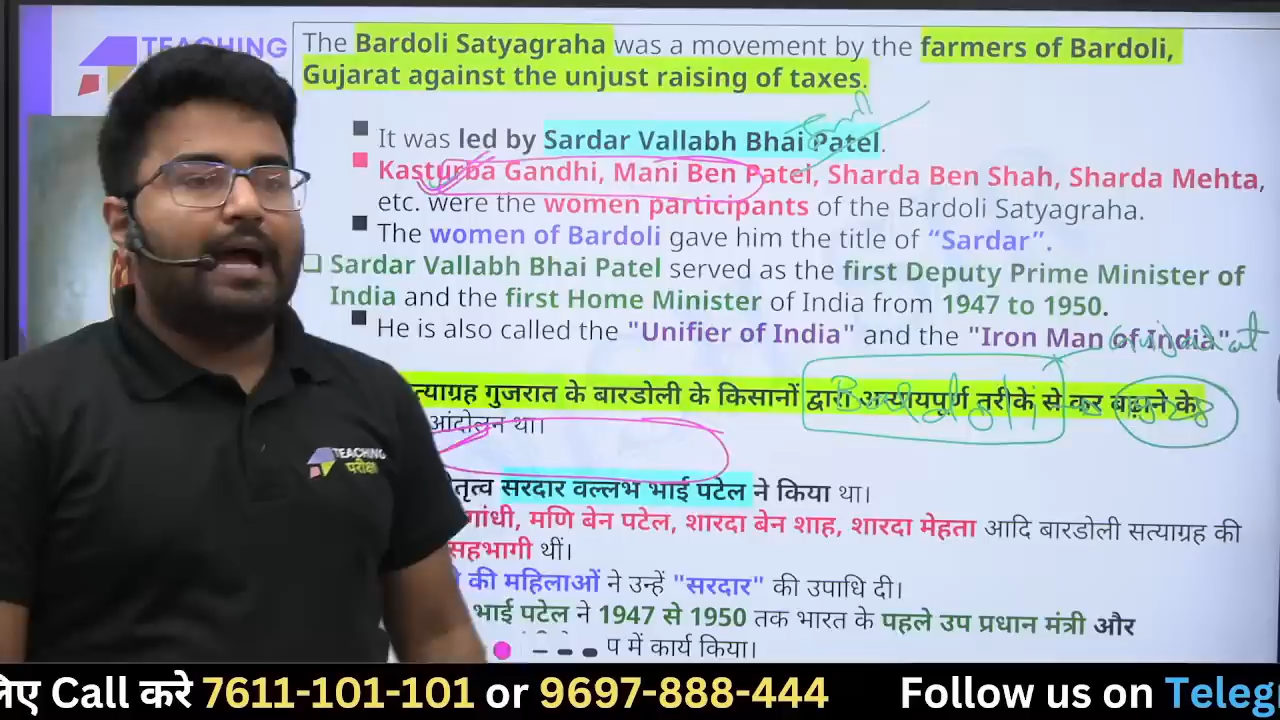 TEACHING
The Bardoli Satyagraha was a movement by the farmers of Bardoli,
Gujarat against the unjust raising of taxes.
It was led by Sardar Vallabh Bhai Patel.
Kasturba Gandhi, Mani Ben Patel, Sharda Ben Shah, Sharda Mehta,
etc. were the women participants of the Bardoli Satyagraha.
The women of Bardoli gave him the title of “Sardar”.
Sardar Vallabh Bhai Patel served as the first Deputy Prime Minister of
India and the first Home Minister of India from 1947 to 1950.
He is also called the "Unifier of India" and the "Iron Man of India"
Gujarat
गुजरात के बारडोली के किसानों द्वारा अन्यायपूर्ण तरीके से कर बढ़ाने के
Bardoli
आंदोलन था।
सरदार वल्लभ भाई पटेल ने किया था।
गांधी, मणि बेन पटेल, शारदा बेन शाह, शारदा मेहता आदि बारडोली सत्याग्रह की
सहभागी थीं।
की महिलाओं ने उन्हें "सरदार" की उपाधि दी।
भाई पटेल ने 1947 से 1950 तक भारत के पहले उप प्रधान मंत्री और
में कार्य किया।
TEACHING
परीक्षा
Call करे 7611-101-101 or 9697-888-444 Follow us on